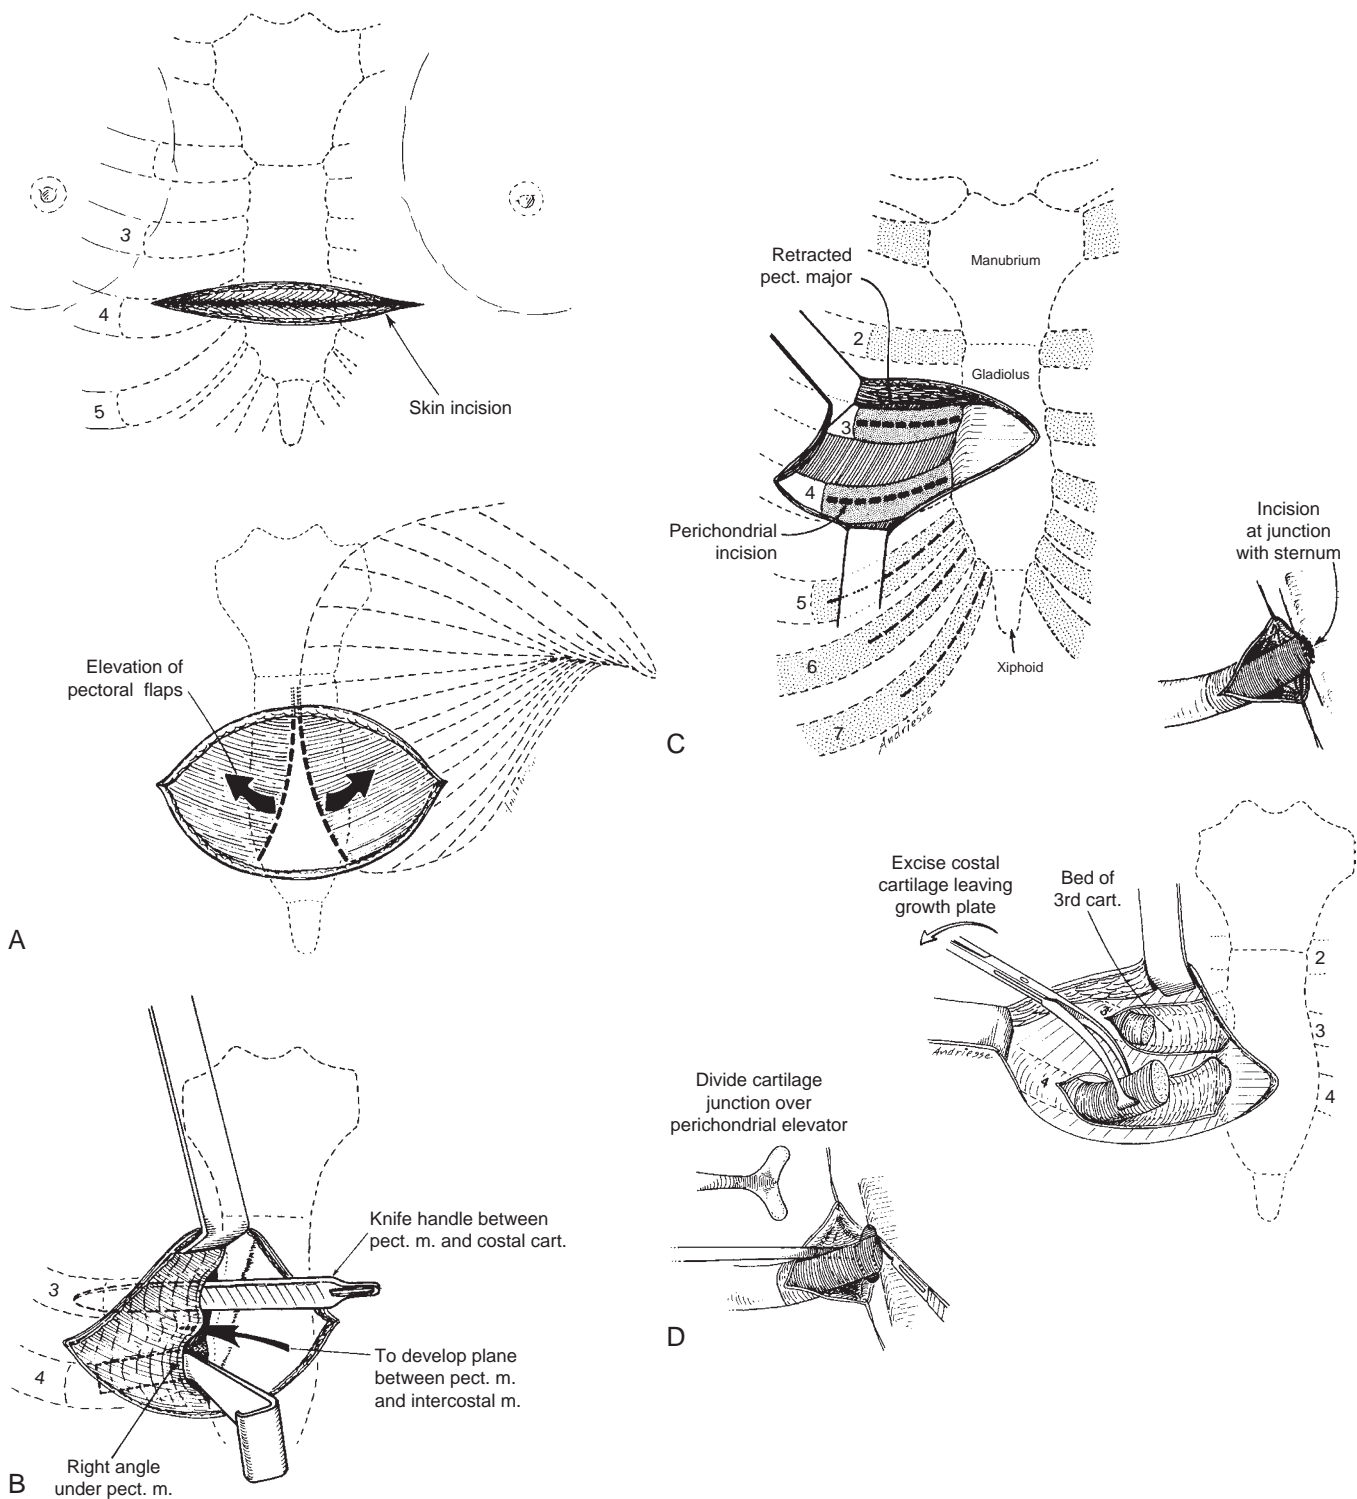 3
4
5
Skin incision
Elevation of
pectoral flaps
A
3
4
Knife handle between
pect. m. and costal cart.
To develop plane
between pect. m.
and intercostal m.
Right angle
under pect. m.
B
Manubrium
Retracted
pect. major
2
Gladiolus
3
4
Perichondrial
incision
5
6
7
Xiphoid
Andriesse
Incision
at junction
with sternum
C
Excise costal
cartilage leaving
growth plate
Bed of
3rd cart.
2
3
3
4
4
Andriesse
Divide cartilage
junction over
perichondrial elevator
D